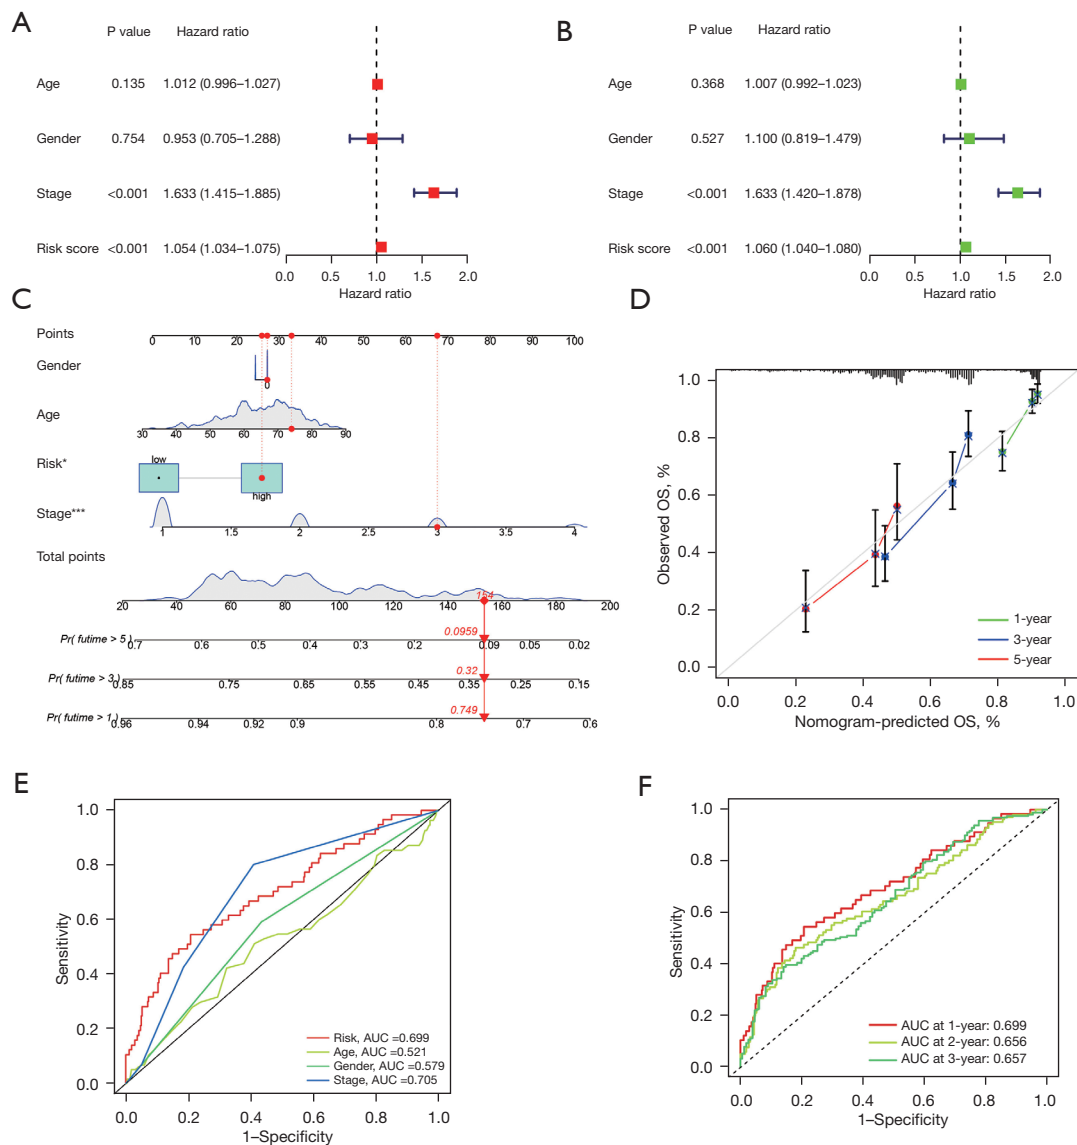 A
P value Hazard ratio
Age 0.135 1.012 (0.996–1.027)
Gender 0.754 0.953 (0.705–1.288)
Stage <0.001 1.633 (1.415–1.885)
Risk score <0.001 1.054 (1.034–1.075)
0.0 0.5 1.0 1.5 2.0
Hazard ratio
B
P value Hazard ratio
Age 0.368 1.007 (0.992–1.023)
Gender 0.527 1.100 (0.819–1.479)
Stage <0.001 1.633 (1.420–1.878)
Risk score <0.001 1.060 (1.040–1.080)
0.0 0.5 1.0 1.5 2.0
Hazard ratio
C
Points
0 10 20 30 40 50 60 70 80 90 100
Gender
0
Age
30 40 50 60 70 80 90
Risk*
low
high
Stage***
1 1.5 2 2.5 3 3.5 4
Total points
154
20 40 60 80 100 120 140 160 180 200
0.0959
Pr( futime > 5 )
0.7 0.6 0.5 0.4 0.3 0.2 0.09 0.05 0.02
0.32
Pr( futime > 3 )
0.85 0.75 0.65 0.55 0.45 0.35 0.25 0.15
0.749
Pr( futime > 1 )
0.96 0.94 0.92 0.9 0.8 0.7 0.6
D
Observed OS, %
1.0
0.8
0.6
0.4
0.2
0.0
1-year
3-year
5-year
0.0 0.2 0.4 0.6 0.8 1.0
Nomogram-predicted OS, %
E
Sensitivity
1.0
0.8
0.6
0.4
0.2
0.0
Risk, AUC =0.699
Age, AUC =0.521
Gender, AUC =0.579
Stage, AUC =0.705
0.0 0.2 0.4 0.6 0.8 1.0
1–Specificity
F
Sensitivity
1.0
0.8
0.6
0.4
0.2
0.0
AUC at 1-year: 0.699
AUC at 2-year: 0.656
AUC at 3-year: 0.657
0.0 0.2 0.4 0.6 0.8 1.0
1–Specificity